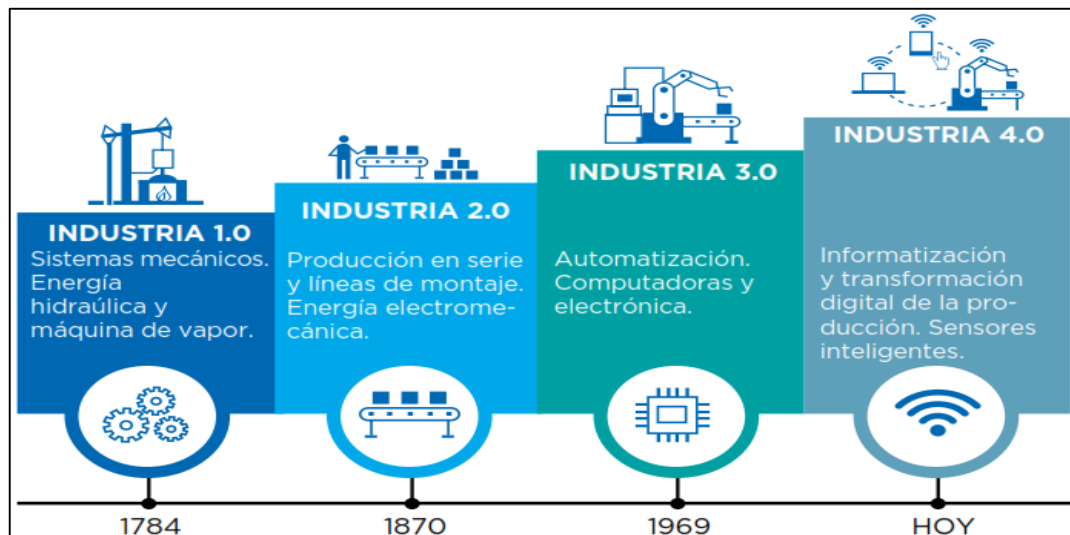 INDUSTRIA 1.0
Sistemas mecánicos.
Energía
hidraúlica y
máquina de vapor.
1784
INDUSTRIA 2.0
Producción en serie
y líneas de montaje.
Energía electrome-
cánica.
1870
INDUSTRIA 3.0
Automatización.
Computadoras y
electrónica.
1969
INDUSTRIA 4.0
Informatización
y transformación
digital de la pro-
ducción. Sensores
inteligentes.
HOY